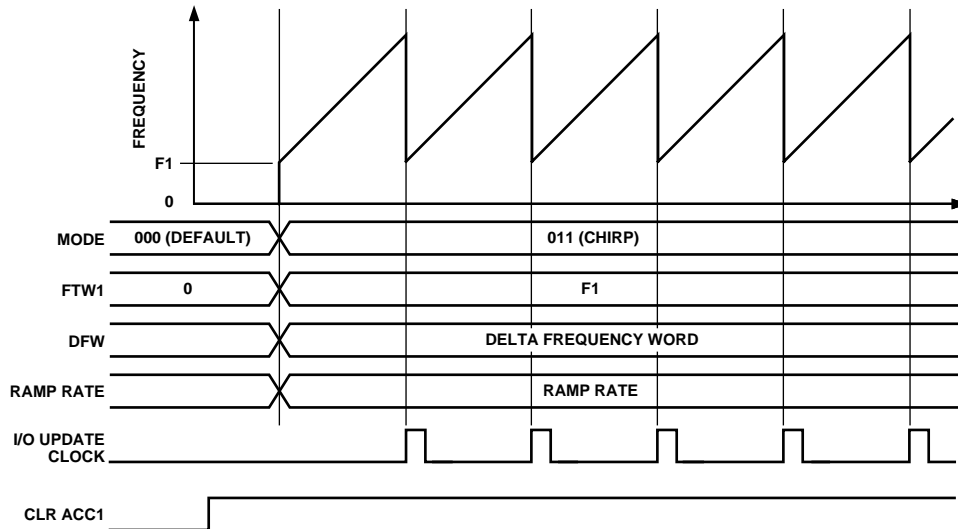 FREQUENCY
F1
0
MODE
000 (DEFAULT)
011 (CHIRP)
FTW1
0
F1
DFW
DELTA FREQUENCY WORD
RAMP RATE
RAMP RATE
I/O UPDATE
CLOCK
CLR ACC1